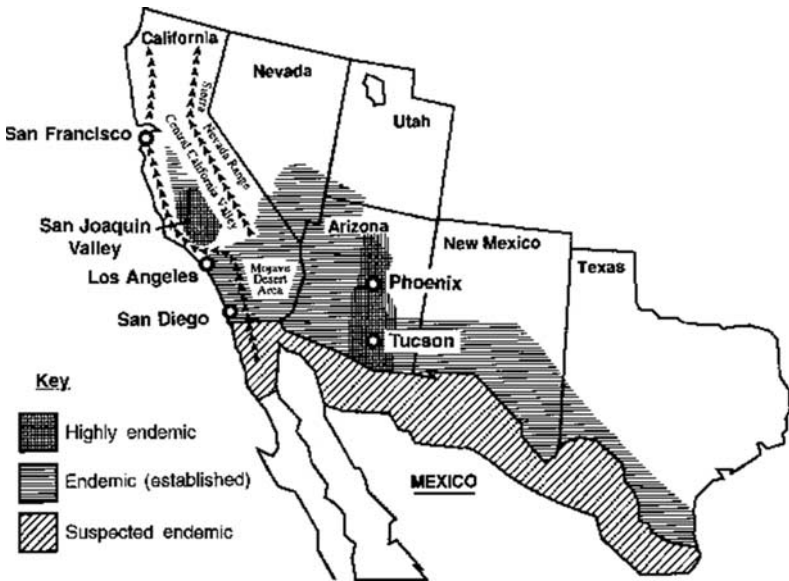 California
Nevada
Utah
San Francisco
Sierra
Nevada Range
Central California Valley
San Joaquin
Valley
Arizona
New Mexico
Texas
Los Angeles
Mojave
Desert
Area
Phoenix
San Diego
Tucson
Key
Highly endemic
Endemic (established)
Suspected endemic
MEXICO